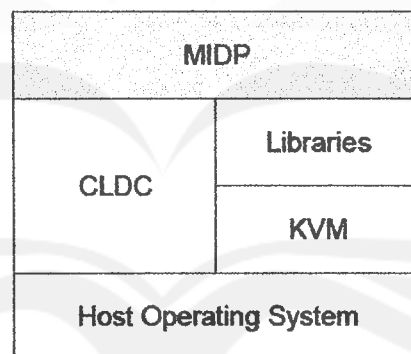 MIDP
Libraries
CLDC
KVM
Host Operating System